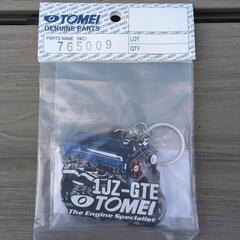 TOMEI
GENUINE PARTS
PARTS NAME (NO.)
765009
LOT
QTY
1JZ-GTE
TOMEI
The Engine Specialist